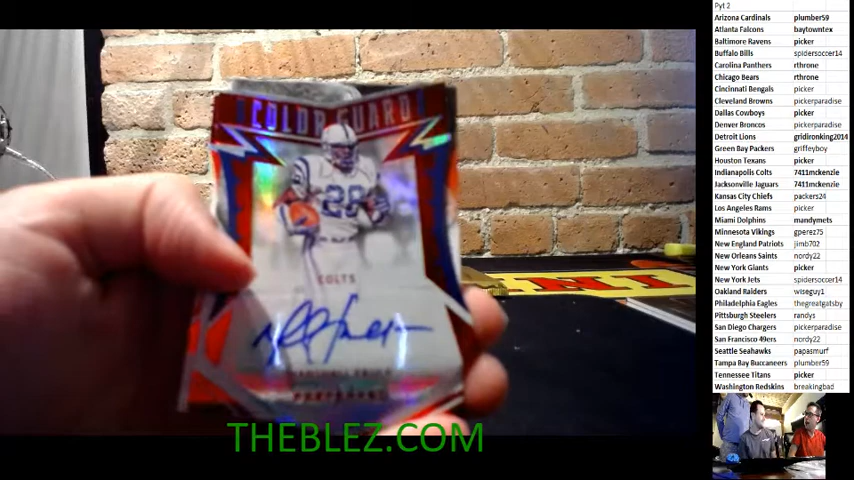 Pyt 2
Arizona Cardinals plumber59
Atlanta Falcons baytowntex
Baltimore Ravens picker
Buffalo Bills spidersoccer14
Carolina Panthers rthrone
Chicago Bears rthrone
Cincinnati Bengals picker
Cleveland Browns pickerparadise
Dallas Cowboys picker
Denver Broncos pickerparadise
Detroit Lions gridironking2014
Green Bay Packers griffeyboy
Houston Texans picker
Indianapolis Colts 7411mckenzie
Jacksonville Jaguars 7411mckenzie
Kansas City Chiefs packers24
Los Angeles Rams picker
Miami Dolphins mandymets
Minnesota Vikings gperez75
New England Patriots jimb702
New Orleans Saints nordy22
New York Giants picker
New York Jets spidersoccer14
Oakland Raiders wiseguy1
Philadelphia Eagles thegreatgatsby
Pittsburgh Steelers randys
San Diego Chargers pickerparadise
San Francisco 49ers nordy22
Seattle Seahawks papasmurf
Tampa Bay Buccaneers plumber59
Tennessee Titans picker
Washington Redskins breakingbad
COLOR GUARD
28
COLTS
PREFERRED
THEBLEZ.COM